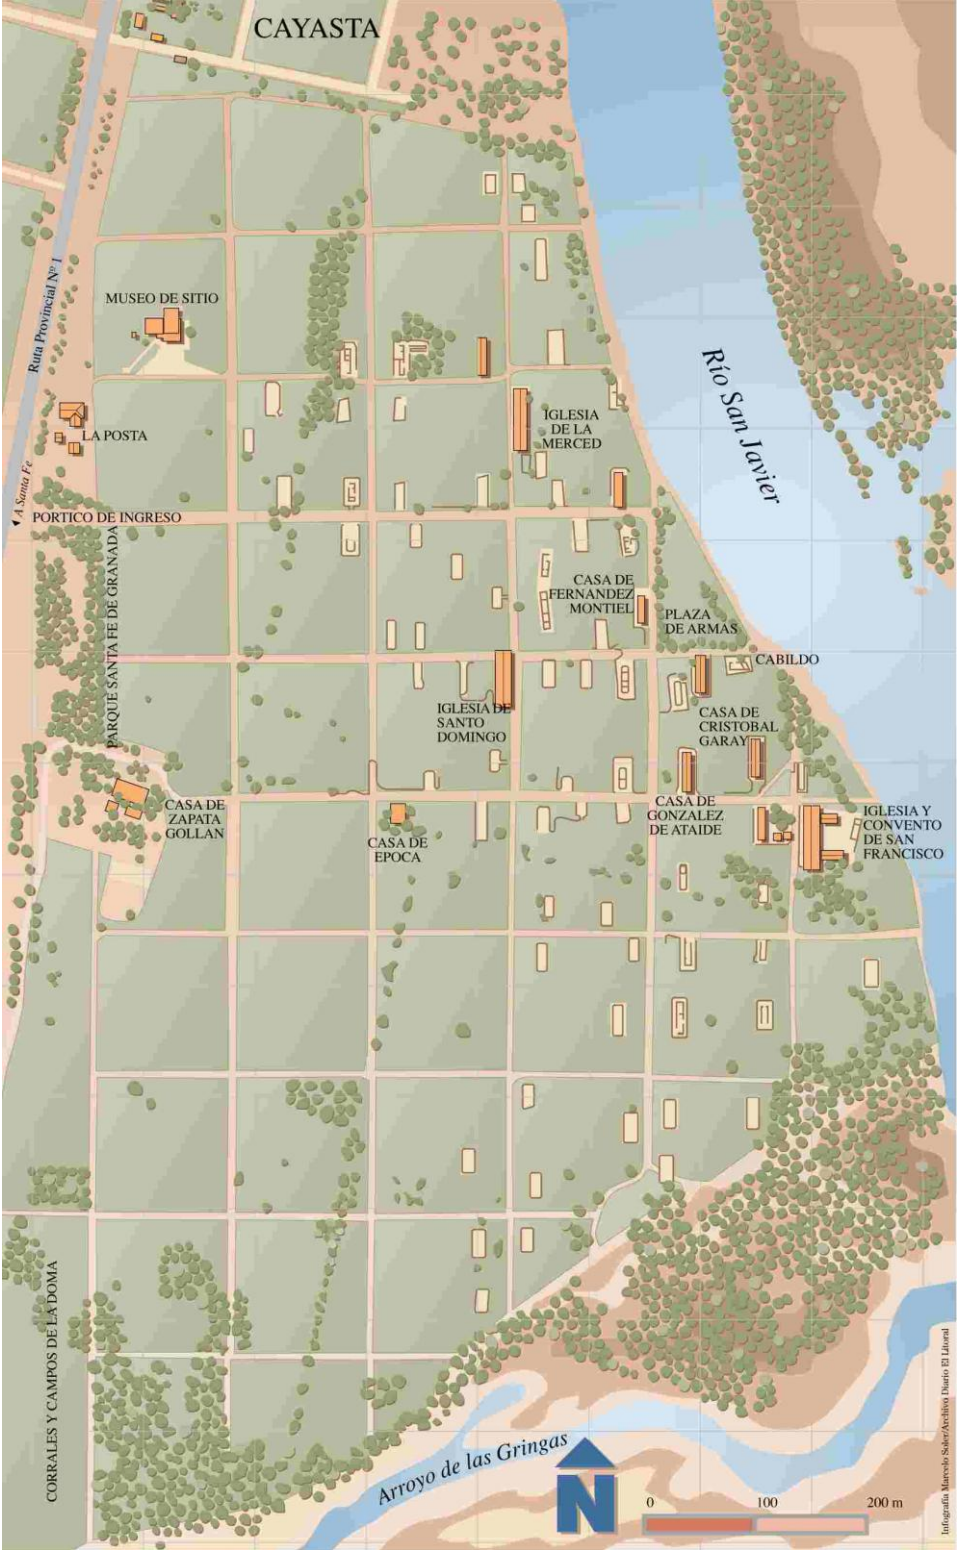 CAYASTA
Ruta Provincial Nº 1
MUSEO DE SITIO
Río San Javier
LA POSTA
IGLESIA
DE LA
MERCED
A Santa Fe
PORTICO DE INGRESO
PARQUE SANTA FE DE GRANADA
CASA DE
FERNANDEZ
MONTIEL
PLAZA
DE ARMAS
CABILDO
IGLESIA DE
SANTO
DOMINGO
CASA DE
CRISTOBAL
GARAY
CASA DE
ZAPATA
GOLLAN
CASA DE
EPOCA
CASA DE
GONZALEZ
DE ATAIDE
IGLESIA Y
CONVENTO
DE SAN
FRANCISCO
CORRALES Y CAMPOS DE LA DOMA
Arroyo de las Gringas
N
0 100 200 m
Infografía Marcelo Soler/Archivo Diario El Litoral